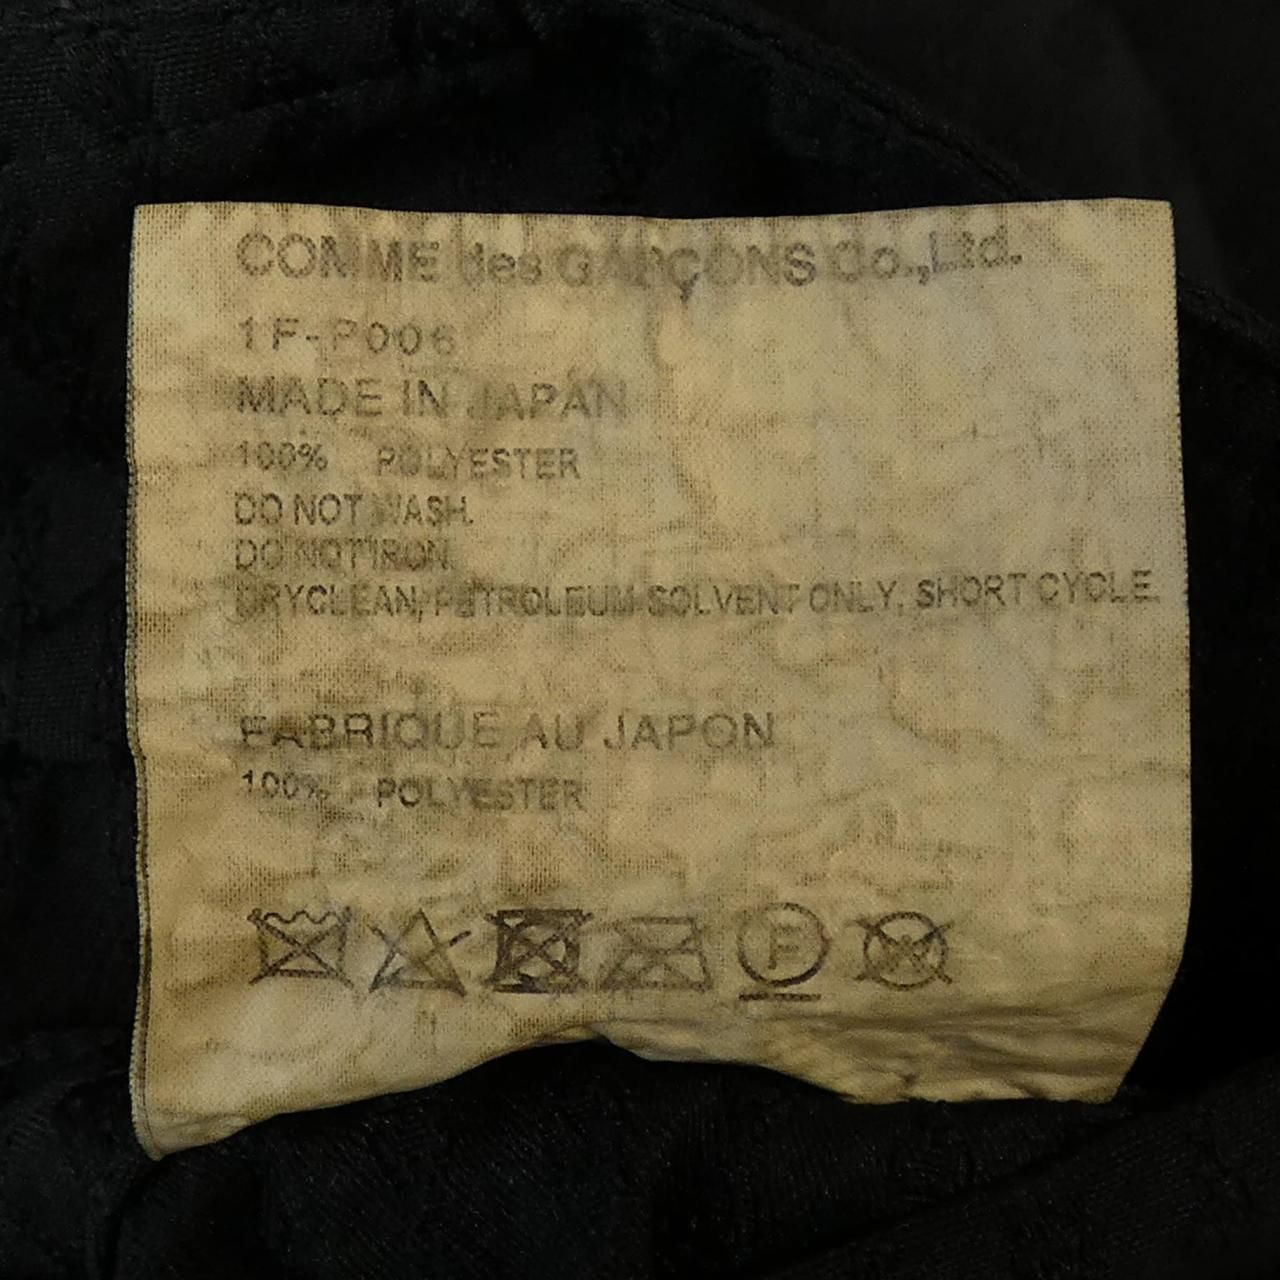 COMME des GARÇONS Co.,Ltd.
1F-P006
MADE IN JAPAN
100% POLYESTER
DO NOT WASH.
DO NOT IRON.
DRYCLEAN, PETROLEUM SOLVENT ONLY, SHORT CYCLE.
FABRIQUE AU JAPON
100% POLYESTER
F
W